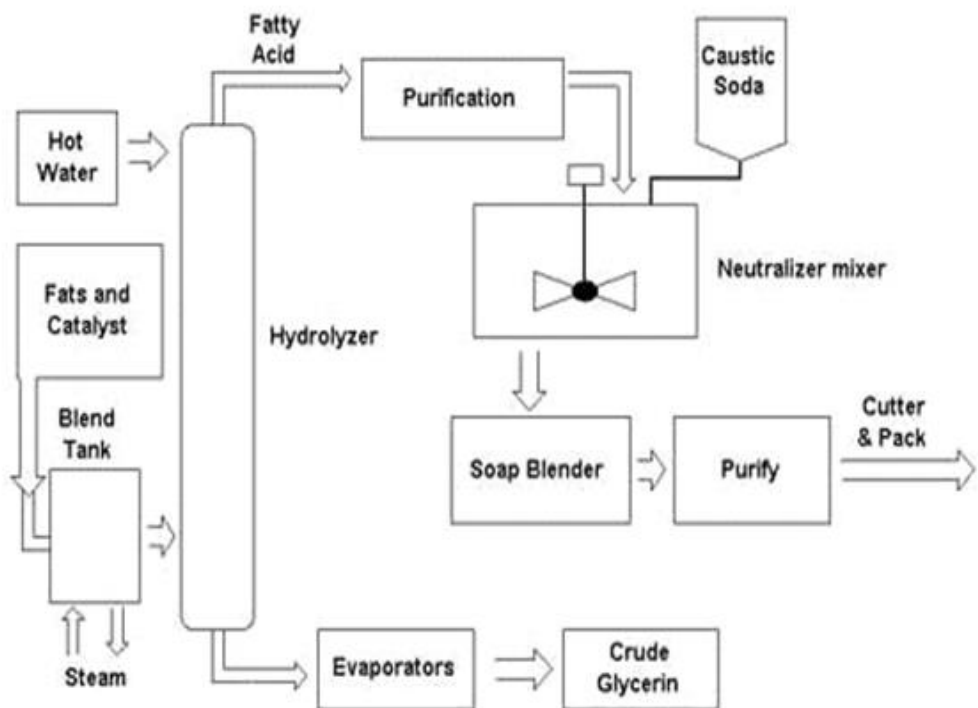 Fatty
Acid
Caustic
Soda
Purification
Hot
Water
Neutralizer mixer
Fats and
Catalyst
Hydrolyzer
Blend
Tank
Cutter
& Pack
Soap Blender
Purify
Steam
Evaporators
Crude
Glycerin